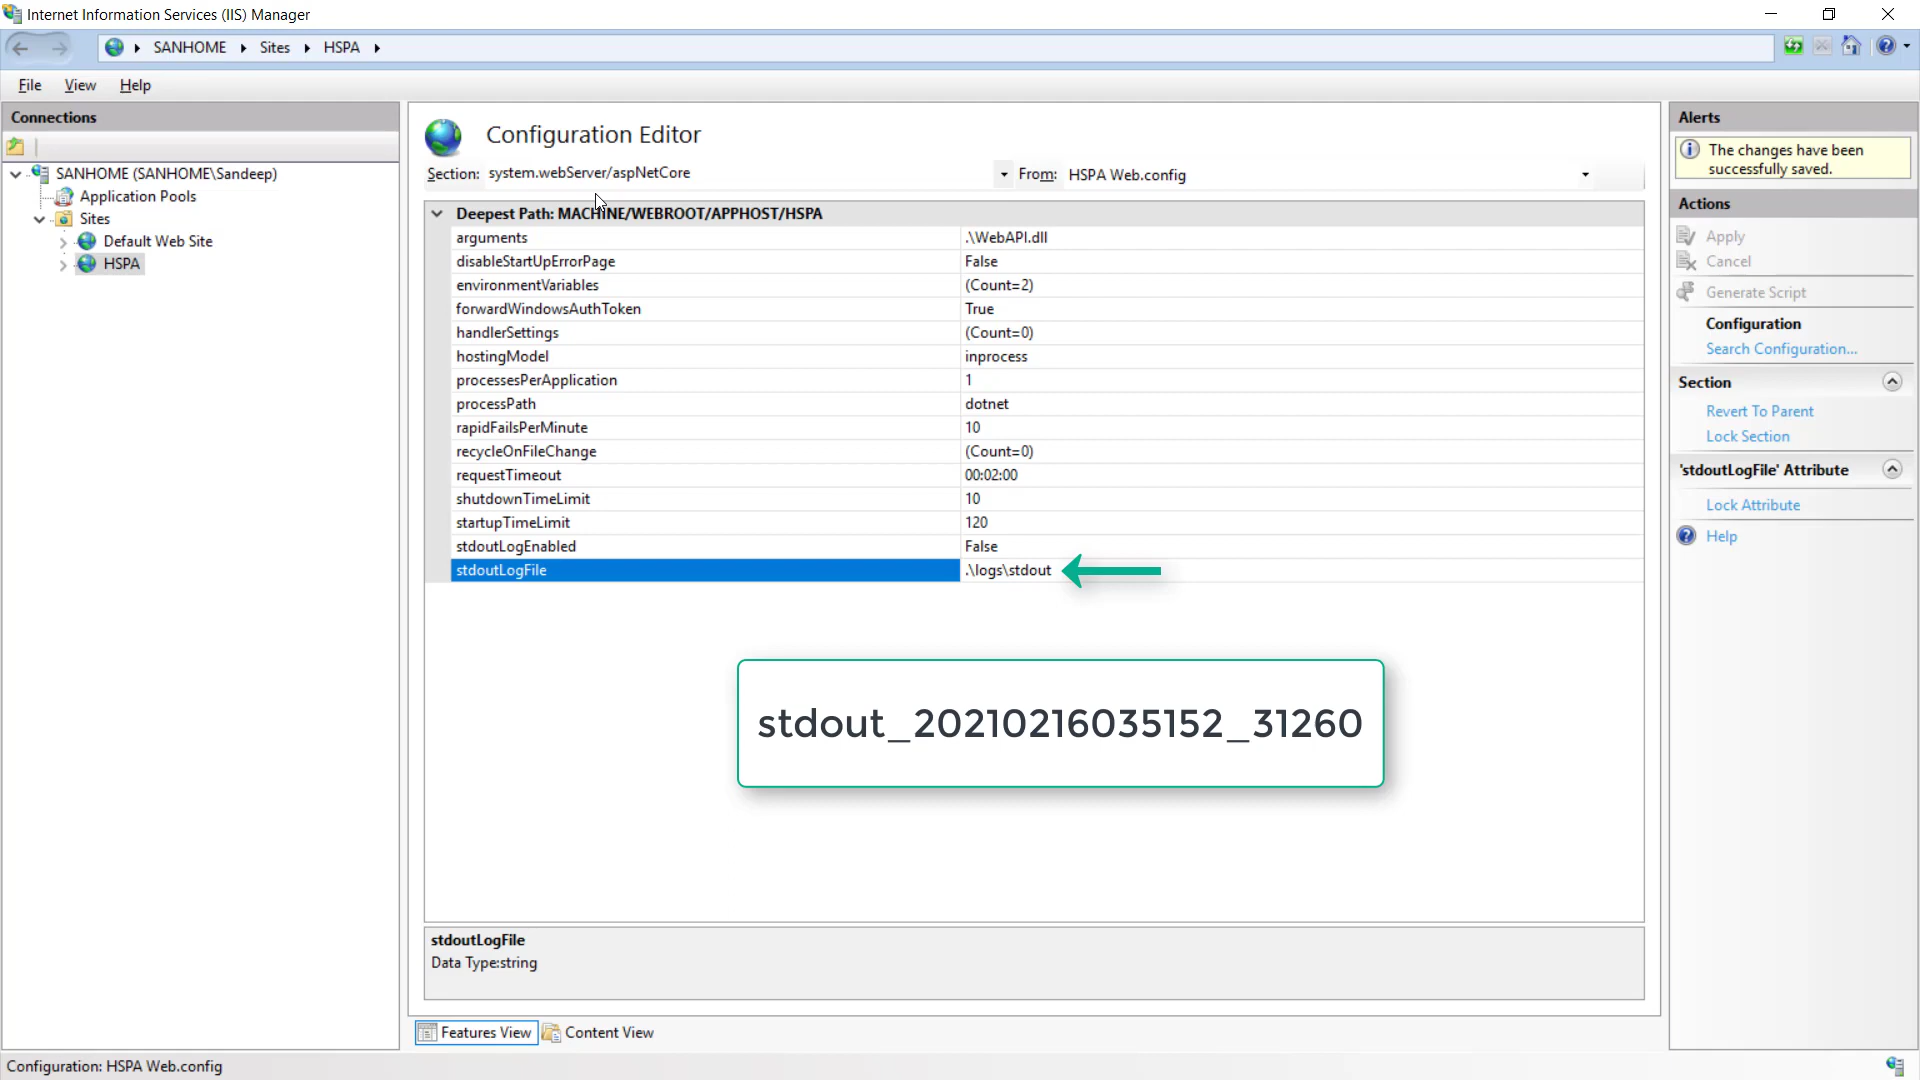 Internet Information Services (IIS) Manager
SANHOME Sites HSPA
File View Help
Connections
SANHOME (SANHOME\Sandeep)
Application Pools
Sites
Default Web Site
HSPA
Configuration Editor
Section: system.webServer/aspNetCore From: HSPA Web.config
Deepest Path: MACHINE/WEBROOT/APPHOST/HSPA
arguments .\WebAPI.dll
disableStartUpErrorPage False
environmentVariables (Count=2)
forwardWindowsAuthToken True
handlerSettings (Count=0)
hostingModel inprocess
processesPerApplication 1
processPath dotnet
rapidFailsPerMinute 10
recycleOnFileChange (Count=0)
requestTimeout 00:02:00
shutdownTimeLimit 10
startupTimeLimit 120
stdoutLogEnabled False
stdoutLogFile .\logs\stdout
stdout_20210216035152_31260
stdoutLogFile
Data Type:string
Features View Content View
Alerts
The changes have been
successfully saved.
Actions
Apply
Cancel
Generate Script
Configuration
Search Configuration...
Section
Revert To Parent
Lock Section
'stdoutLogFile' Attribute
Lock Attribute
Help
Configuration: HSPA Web.config